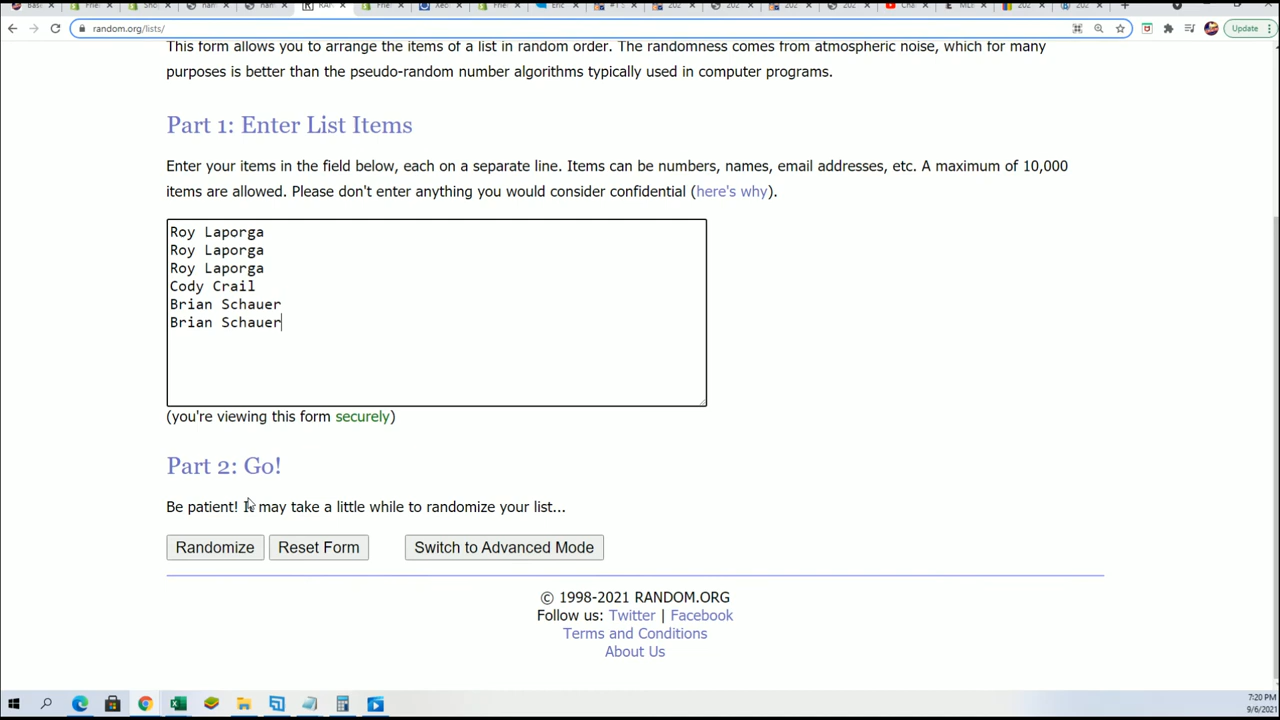 random.org/lists/
Update
This form allows you to arrange the items of a list in random order. The randomness comes from atmospheric noise, which for many
purposes is better than the pseudo-random number algorithms typically used in computer programs.
Part 1: Enter List Items
Enter your items in the field below, each on a separate line. Items can be numbers, names, email addresses, etc. A maximum of 10,000
items are allowed. Please don't enter anything you would consider confidential (here's why).
Roy Laporga
Roy Laporga
Roy Laporga
Cody Crail
Brian Schauer
Brian Schauer
(you're viewing this form securely)
Part 2: Go!
Be patient! It may take a little while to randomize your list...
Randomize Reset Form Switch to Advanced Mode
© 1998-2021 RANDOM.ORG
Follow us: Twitter | Facebook
Terms and Conditions
About Us
7:20 PM
9/6/2021